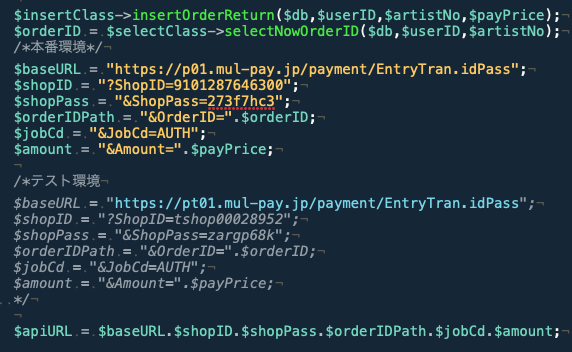 $insertClass->insertOrderReturn($db,$userID,$artistNo,$payPrice);
$orderID = $selectClass->selectNowOrderID($db,$userID,$artistNo);
/*本番環境*/
$baseURL = "https://p01.mul-pay.jp/payment/EntryTran.idPass";
$shopID = "?ShopID=9101287646300";
$shopPass = "&ShopPass=273f7hc3";
$orderIDPath = "&OrderID=".$orderID;
$jobCd = "&JobCd=AUTH";
$amount = "&Amount=".$payPrice;
/*テスト環境
$baseURL = "https://pt01.mul-pay.jp/payment/EntryTran.idPass";
$shopID = "?ShopID=tshop00028952";
$shopPass = "&ShopPass=zargp68k";
$orderIDPath = "&OrderID=".$orderID;
$jobCd = "&JobCd=AUTH";
$amount = "&Amount=".$payPrice;
*/
$apiURL = $baseURL.$shopID.$shopPass.$orderIDPath.$jobCd.$amount;